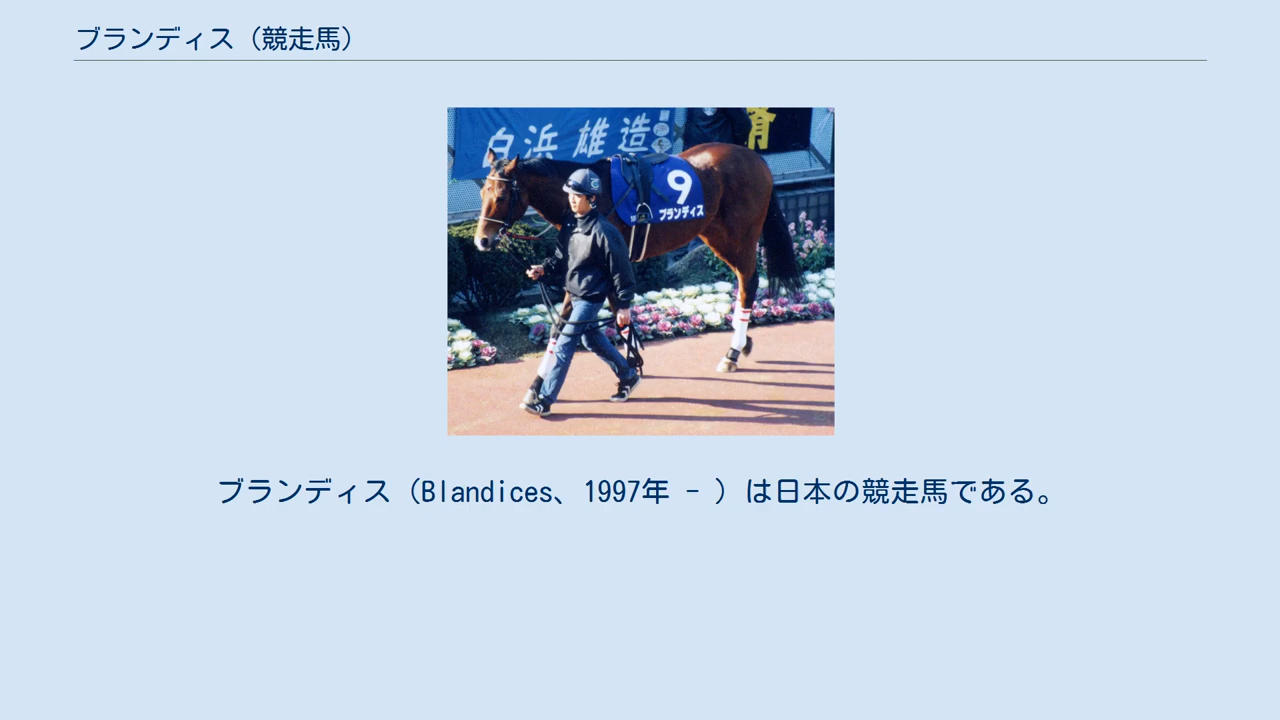 ブランディス（競走馬）
白浜 雄造
9
ブランディス
ブランディス（Blandices、1997年 - ）は日本の競走馬である。